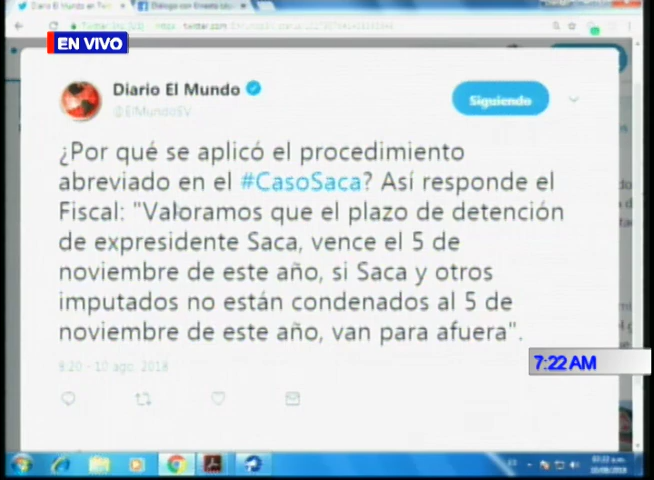 EN VIVO
Diario El Mundo
@ElMundoSV
Siguiendo
¿Por qué se aplicó el procedimiento
abreviado en el #CasoSaca? Así responde el
Fiscal: "Valoramos que el plazo de detención
de expresidente Saca, vence el 5 de
noviembre de este año, si Saca y otros
imputados no están condenados al 5 de
noviembre de este año, van para afuera".
10 ago. 2018
7:22 AM